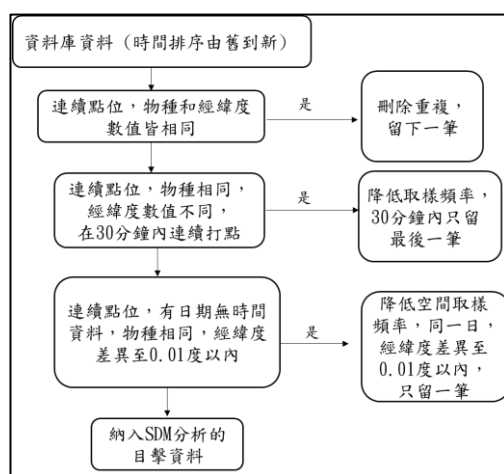 資料庫資料（時間排序由舊到新）
連續點位，物種和經緯度
數值皆相同
是
刪除重複，
留下一筆
連續點位，物種相同，
經緯度數值不同，
在30分鐘內連續打點
是
降低取樣頻率，
30分鐘內只留
最後一筆
連續點位，有日期無時間
資料，物種相同，經緯度
差異至0.01度以內
是
降低空間取樣
頻率，同一日，
經緯度差異至
0.01度以內，
只留一筆
納入SDM分析的
目擊資料